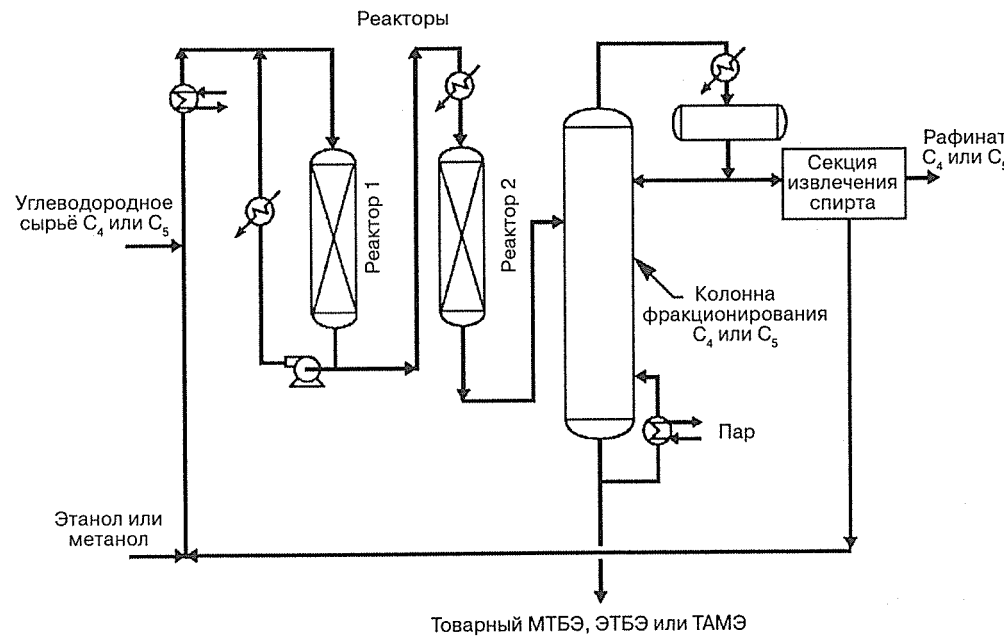 Реакторы
Углеводородное
сырьё C₄ или C₅
Реактор 1
Реактор 2
Секция
извлечения
спирта
Рафинат
C₄ или C₅
Колонна
фракционирования
C₄ или C₅
Пар
Этанол или
метанол
Товарный МТБЭ, ЭТБЭ или ТАМЭ